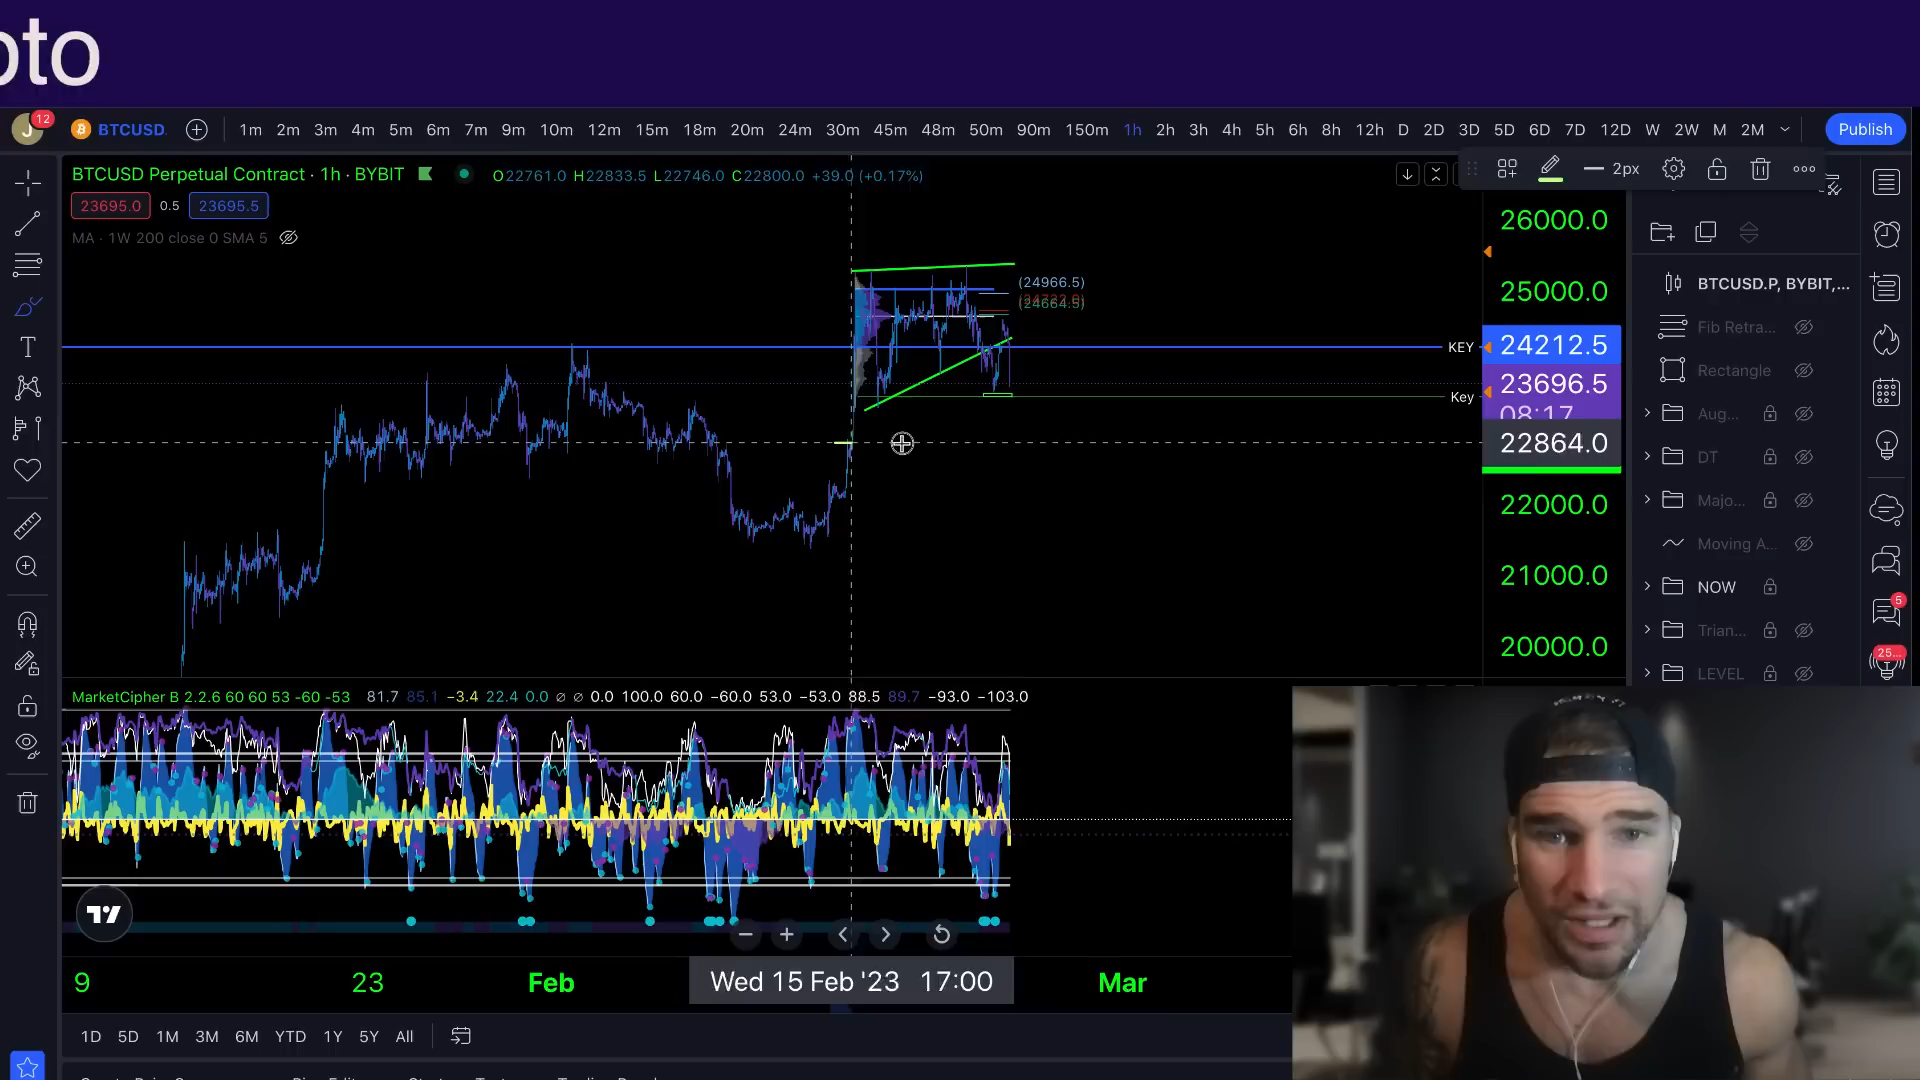 pto
J
12
BTCUSD
1m 2m 3m 4m 5m 6m 7m 9m 10m 12m 15m 18m 20m 24m 30m 45m 48m 50m 90m 150m 1h 2h 3h 4h 5h 6h 8h 12h D 2D 3D 5D 6D 7D 12D W 2W M 2M
Publish
BTCUSD Perpetual Contract · 1h · BYBIT
O22761.0 H22833.5 L22746.0 C22800.0 +39.0 (+0.17%)
2px
23695.0 0.5 23695.5
MA · 1W 200 close 0 SMA 5
26000.0
(24966.5)
(24664.5)
25000.0
KEY
24212.5
23696.5
08:17
Key
22864.0
22000.0
21000.0
20000.0
BTCUSD.P, BYBIT,...
Fib Retra...
Rectangle
Aug...
DT
Majo...
Moving A...
NOW
Trian...
LEVEL
5
25...
MarketCipher B 2.2.6 60 60 53 -60 -53 81.7 85.1 −3.4 22.4 0.0 ∅ ∅ 0.0 100.0 60.0 −60.0 53.0 −53.0 88.5 89.7 −93.0 −103.0
9 23 Feb Wed 15 Feb '23 17:00 Mar
1D 5D 1M 3M 6M YTD 1Y 5Y All